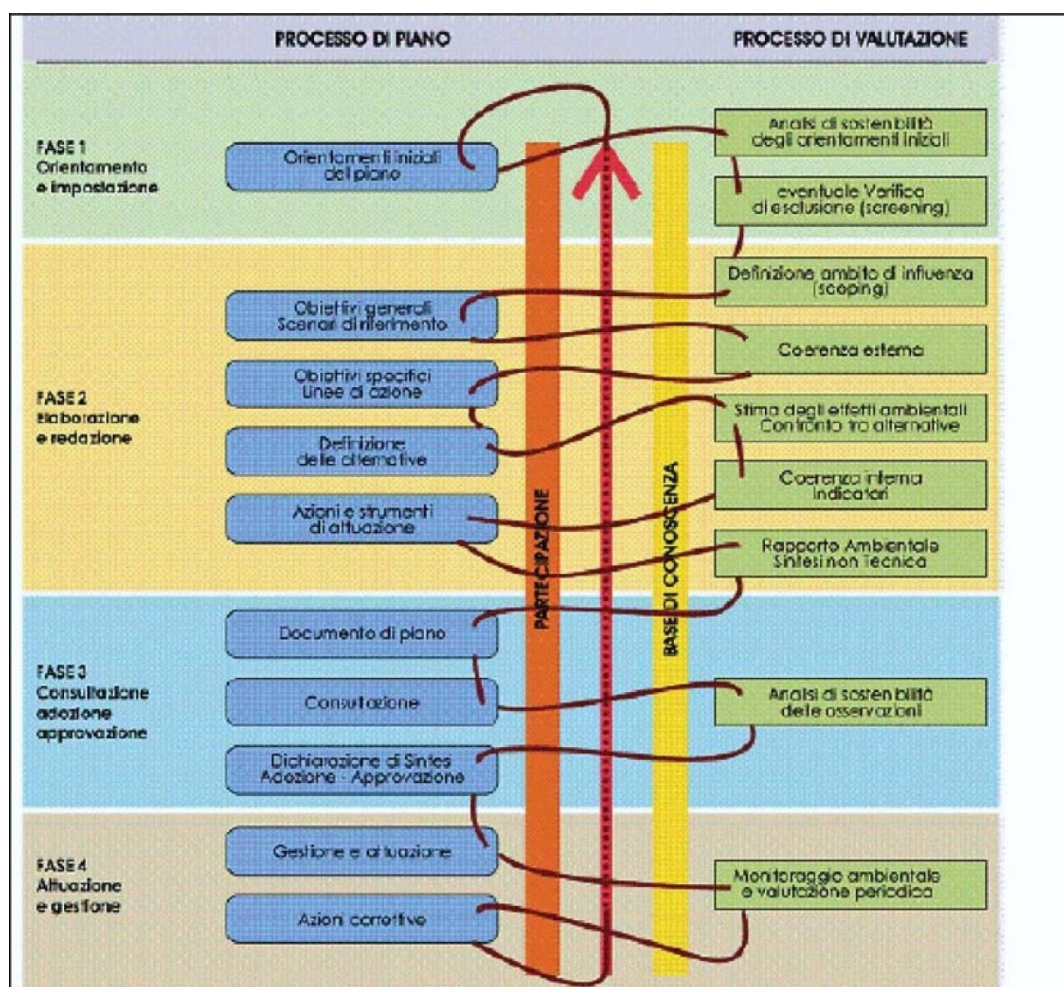 PROCESSO DI PIANO
PROCESSO DI VALUTAZIONE
FASE 1
Orientamento
e impostazione
Orientamenti iniziali
del piano
Analisi di sostenibilità
degli orientamenti iniziali
eventuale Verifica
di esclusione (screening)
FASE 2
Elaborazione
e redazione
Definizione ambito di influenza
(scoping)
Obiettivi generali
Scenari di riferimento
Coerenza esterna
Obiettivi specifici
Linee di azione
Stima degli effetti ambientali
Confronto tra alternative
Definizione
delle alternative
Coerenza interna
Indicatori
Azioni e strumenti
di attuazione
Rapporto Ambientale
Sintesi non Tecnica
PARTECIPAZIONE
BASE DI CONOSCENZA
FASE 3
Consultazione
adozione
approvazione
Documento di piano
Consultazione
Analisi di sostenibilità
delle osservazioni
Dichiarazione di Sintes
Adozione - Approvazione
FASE 4
Attuazione
e gestione
Gestione e attuazione
Monitoraggio ambientale
e valutazione periodica
Azioni correttive